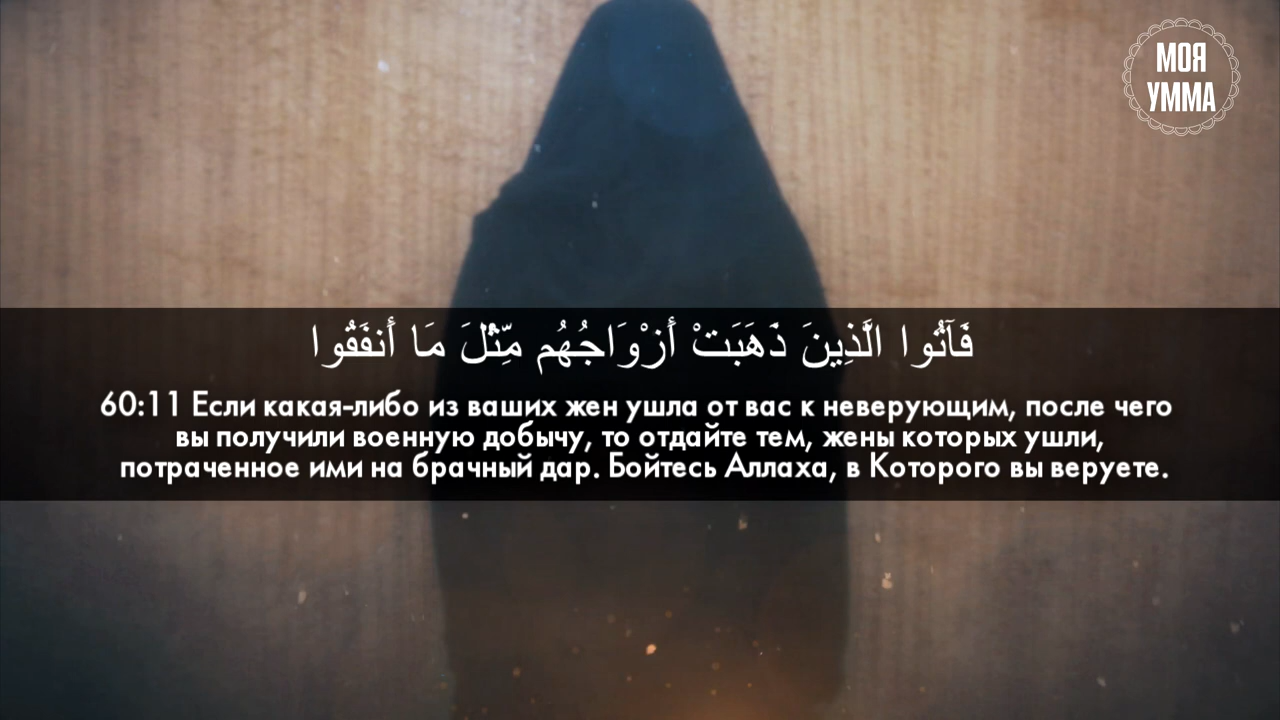 МОЯ
УММА
فَآتُوا الَّذِينَ ذَهَبَتْ أَزْوَاجُهُم مِّثْلَ مَا أَنفَقُوا
60:11 Если какая-либо из ваших жен ушла от вас к неверующим, после чего
вы получили военную добычу, то отдайте тем, жены которых ушли,
потраченное ими на брачный дар. Бойтесь Аллаха, в Которого вы веруете.